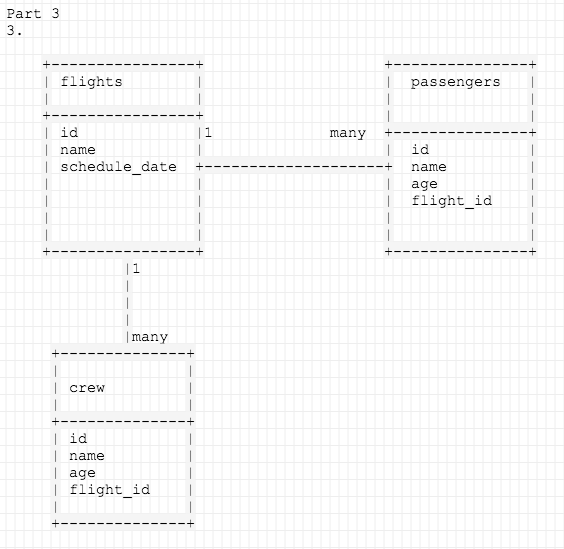 Part 3
3.
flights
passengers
id
name
schedule_date
1
many
id
name
age
flight_id
1
many
crew
id
name
age
flight_id